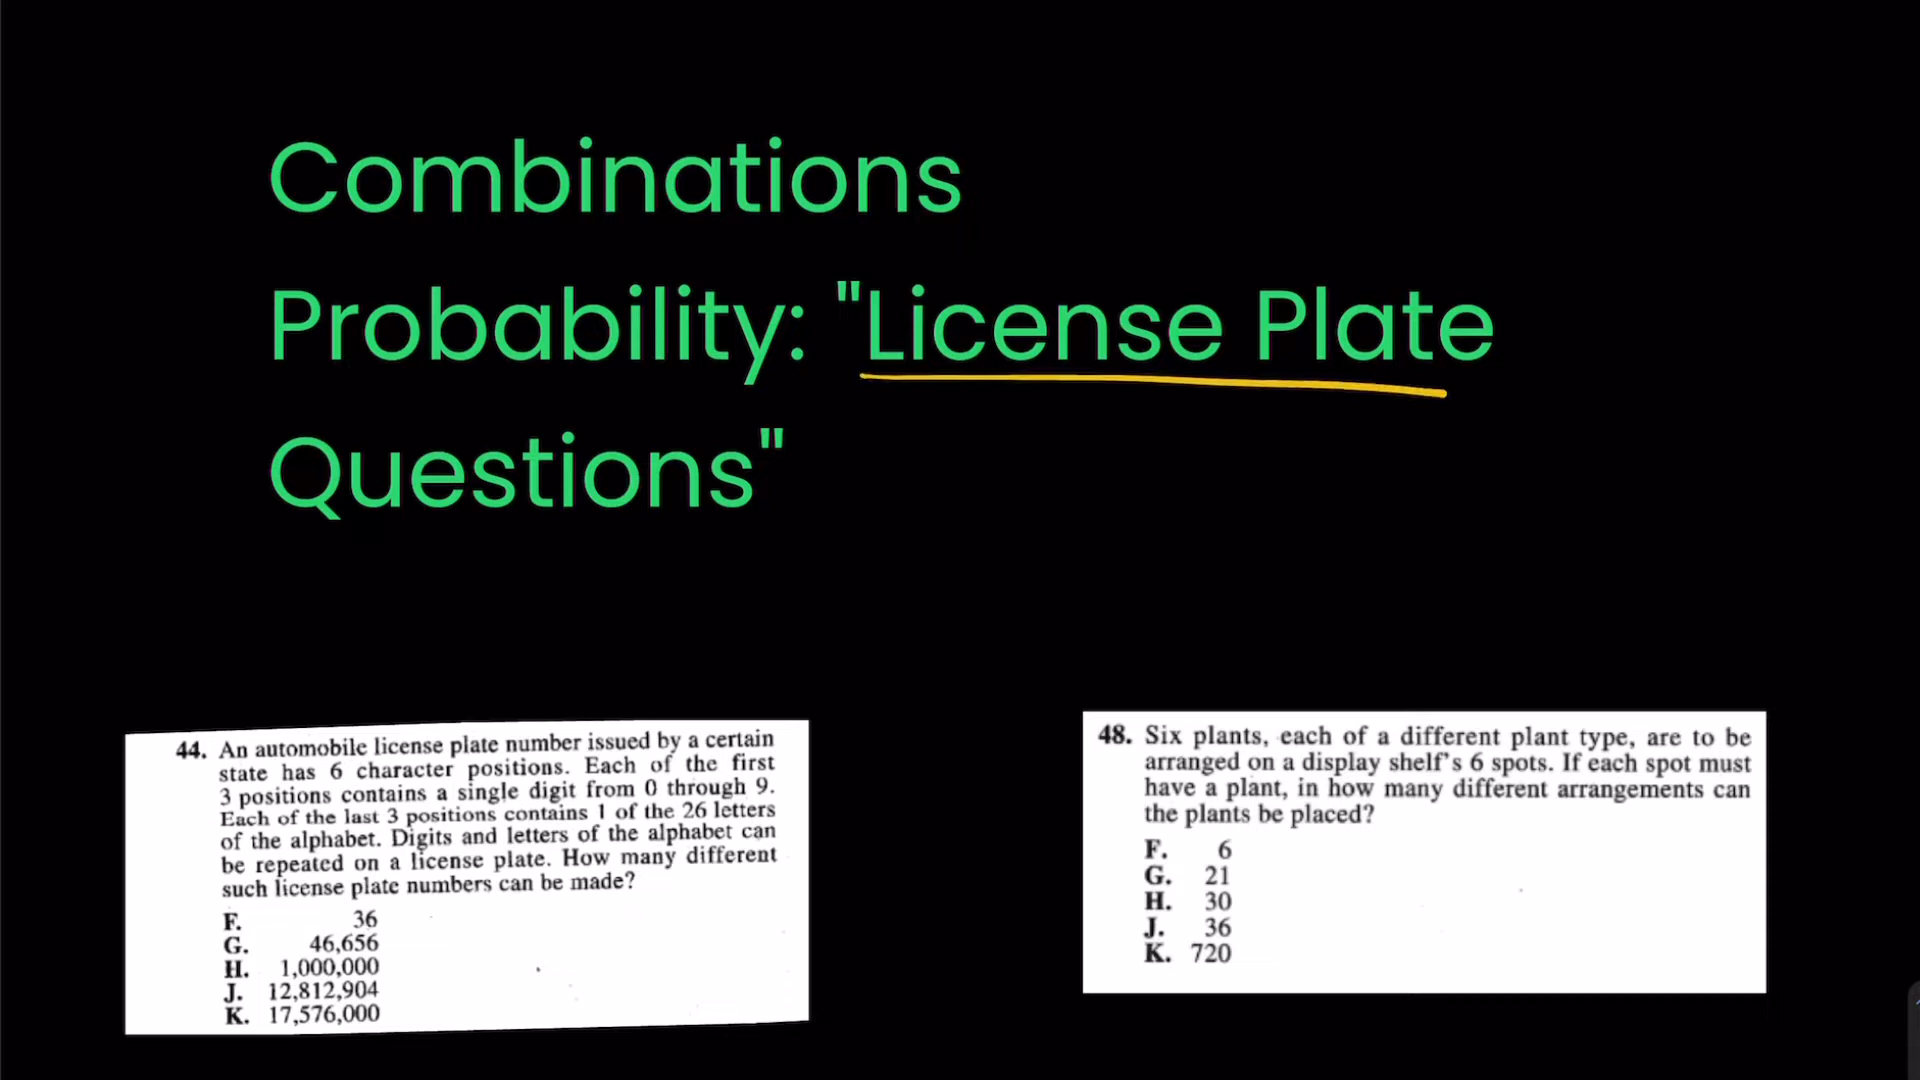 Combinations
Probability: "License Plate
Questions"
44. An automobile license plate number issued by a certain
state has 6 character positions. Each of the first
3 positions contains a single digit from 0 through 9.
Each of the last 3 positions contains 1 of the 26 letters
of the alphabet. Digits and letters of the alphabet can
be repeated on a license plate. How many different
such license plate numbers can be made?
F. 36
G. 46,656
H. 1,000,000
J. 12,812,904
K. 17,576,000
48. Six plants, each of a different plant type, are to be
arranged on a display shelf's 6 spots. If each spot must
have a plant, in how many different arrangements can
the plants be placed?
F. 6
G. 21
H. 30
J. 36
K. 720